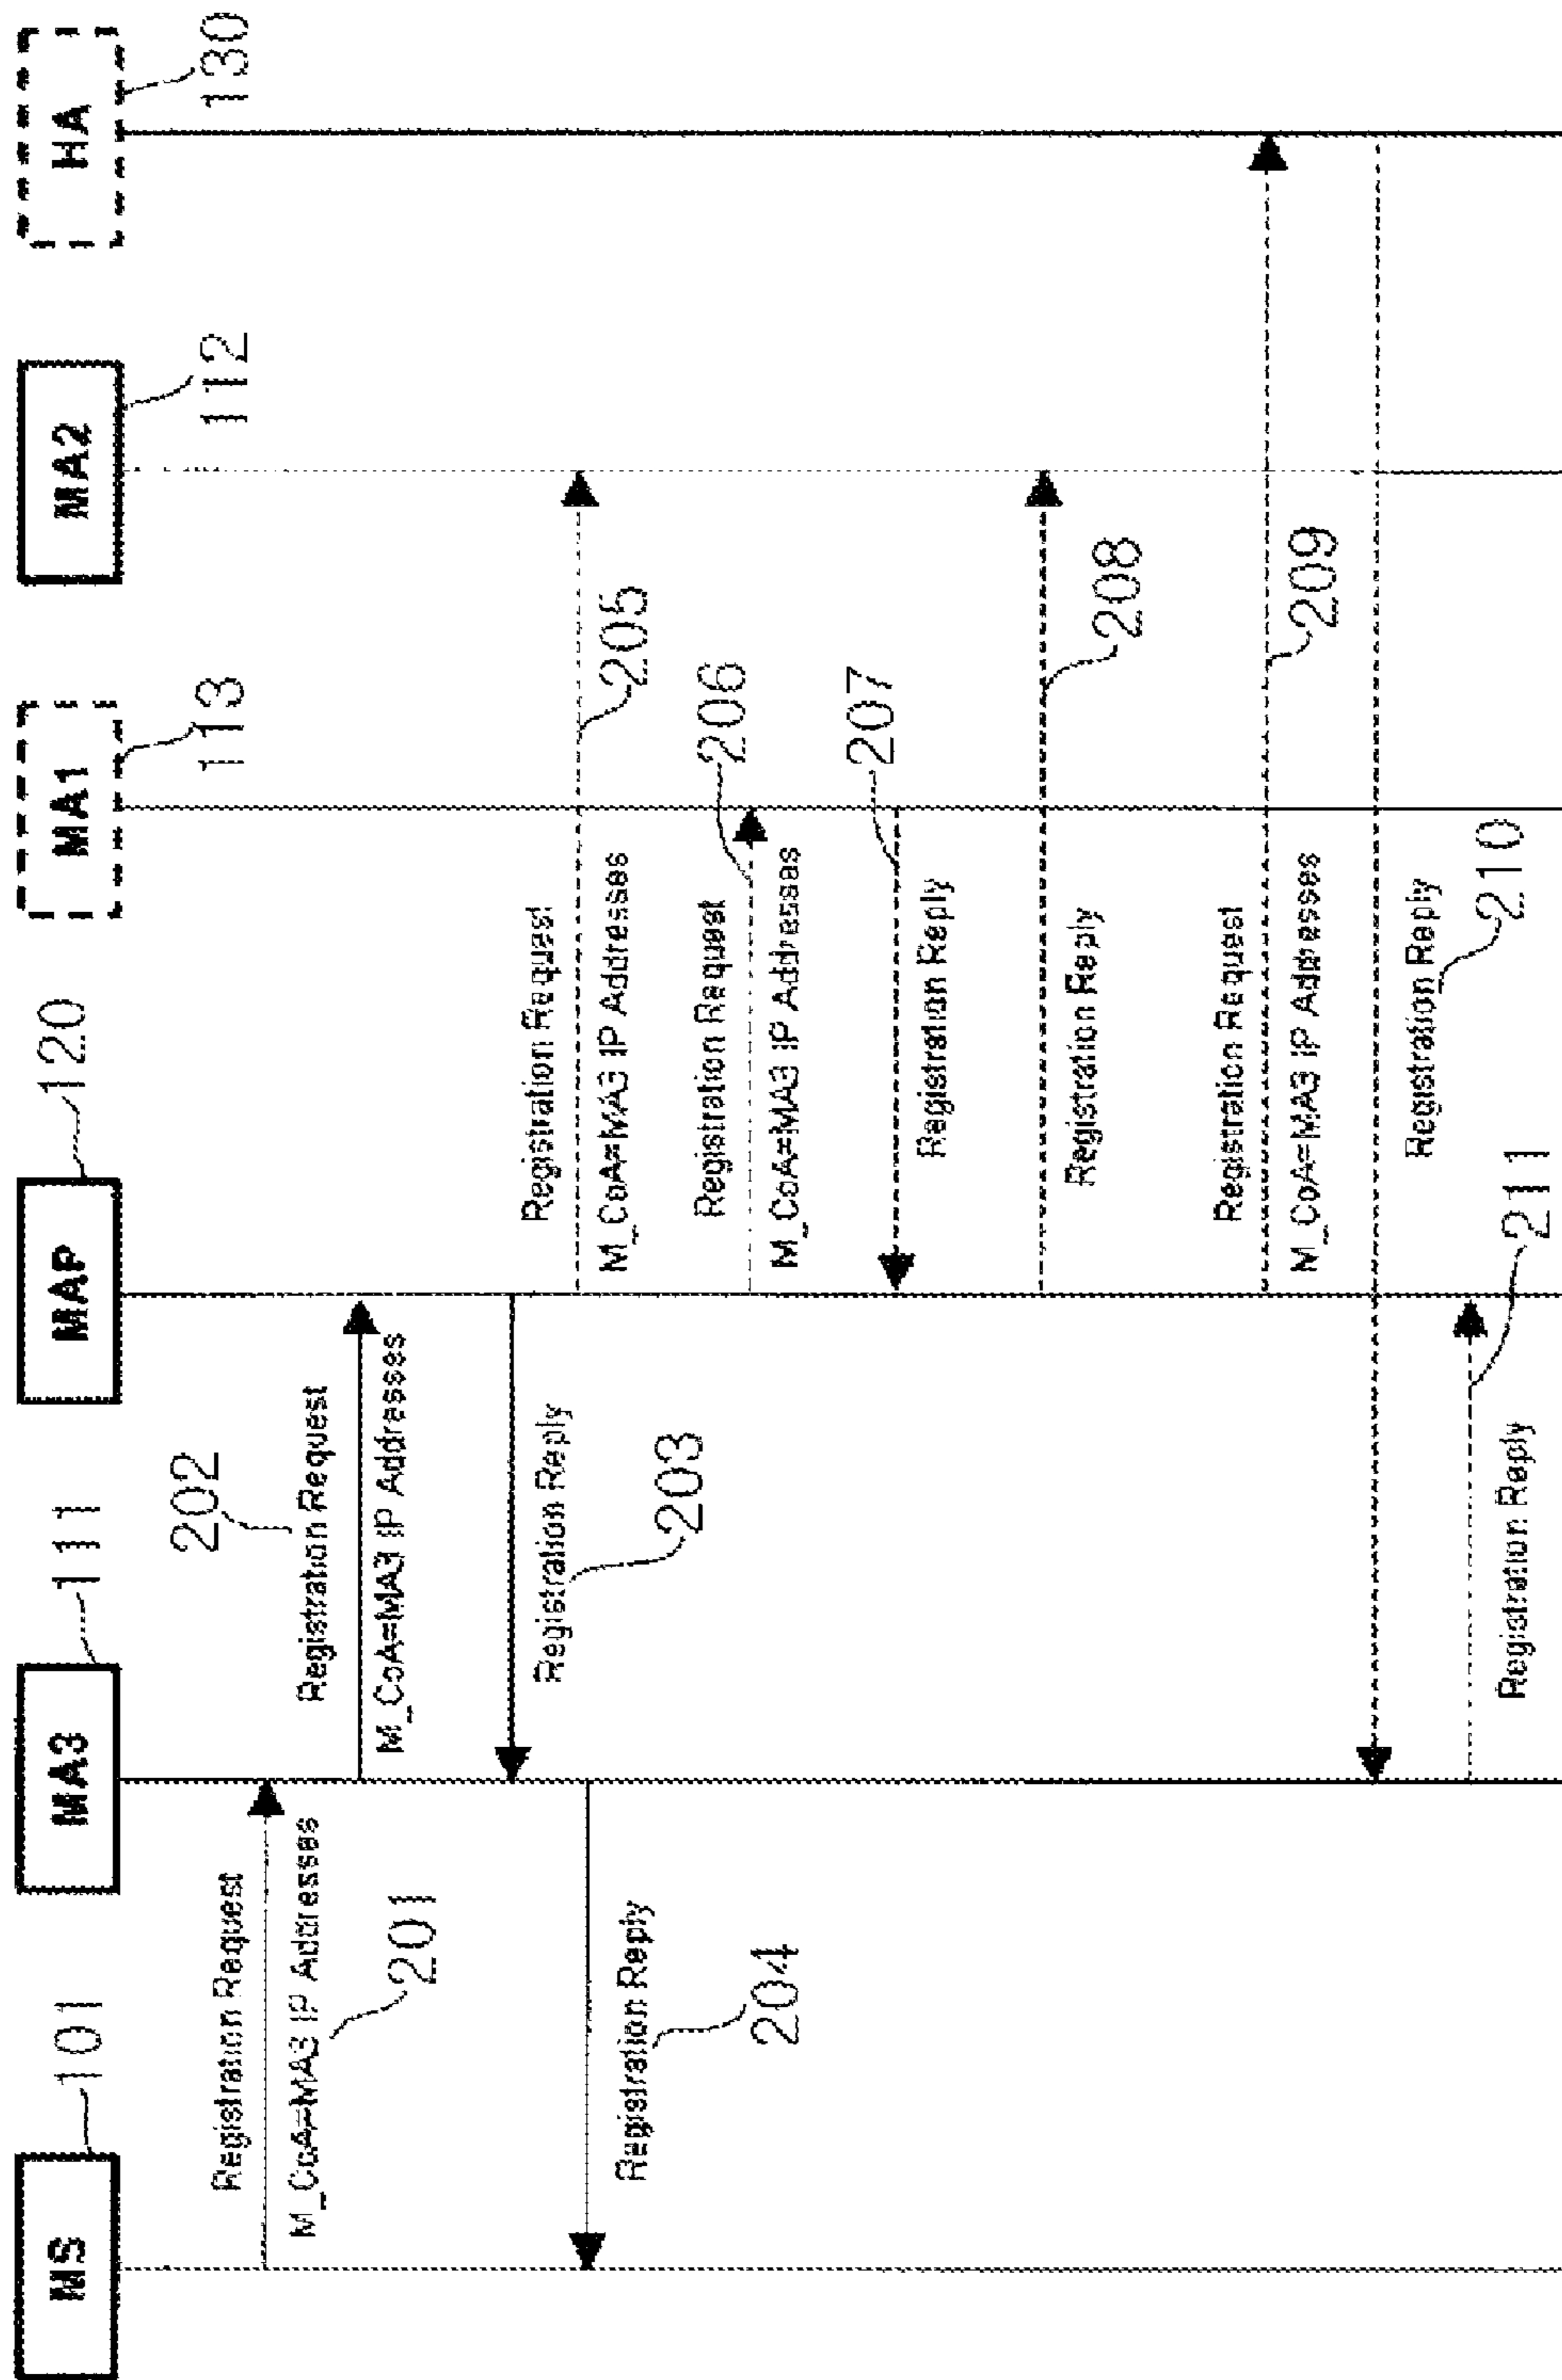 MS
101
MA3
111
MAP
120
MA1
113
MA2
112
HA
130
Registration Request
M_CoA=MA3 IP Addresses
201
202
Registration Request
M_CoA=MA3 IP Addresses
Registration Reply
203
Registration Reply
204
Registration Request
M_CoA=MA3 IP Addresses
205
Registration Request
M_CoA=MA3 IP Addresses
206
207
Registration Reply
Registration Reply
208
Registration Request
M_CoA=MA3 IP Addresses
209
Registration Reply
210
211
Registration Reply